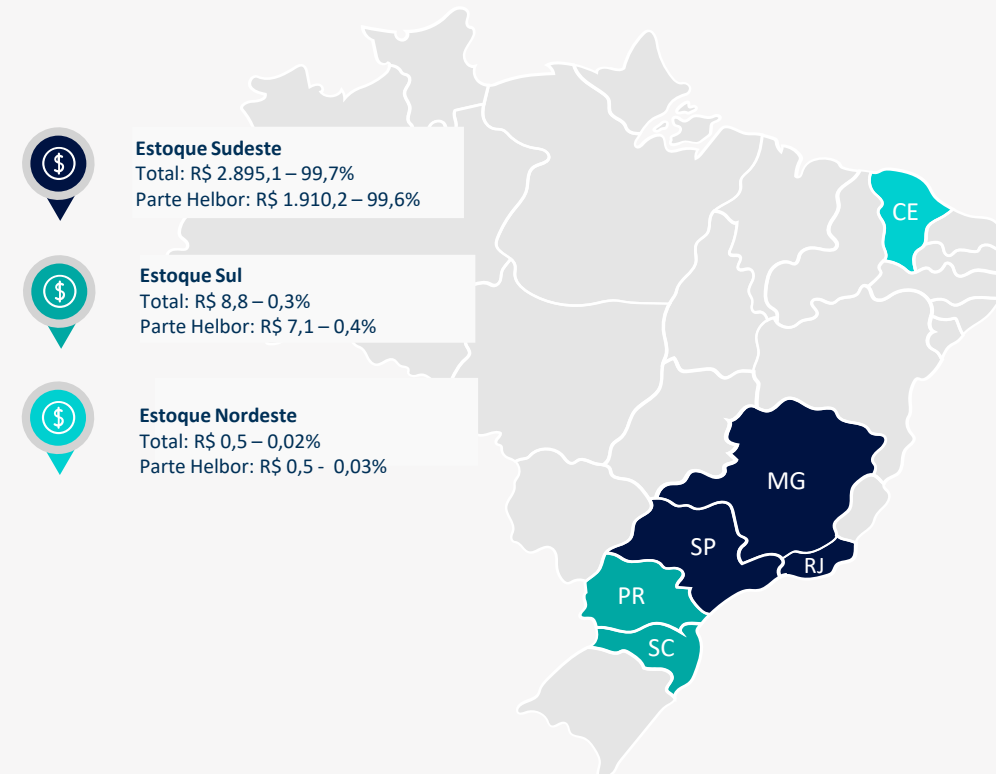 Estoque Sudeste
Total: R$ 2.895,1 – 99,7%
Parte Helbor: R$ 1.910,2 – 99,6%
Estoque Sul
Total: R$ 8,8 – 0,3%
Parte Helbor: R$ 7,1 – 0,4%
Estoque Nordeste
Total: R$ 0,5 – 0,02%
Parte Helbor: R$ 0,5 - 0,03%
CE
MG
SP
RJ
PR
SC